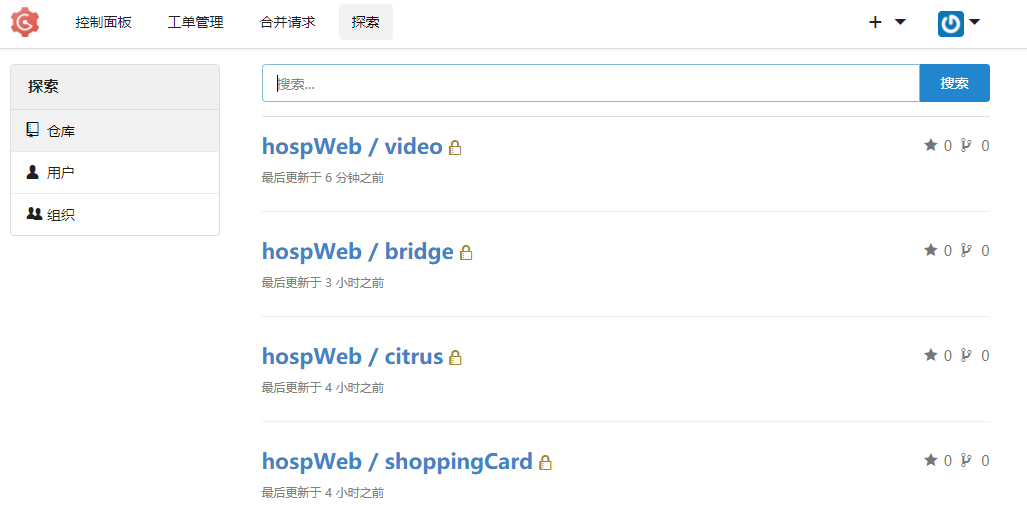 控制面板 工单管理 合并请求 探索
探索
仓库
用户
组织
搜索... 搜索
hospWeb / video 0 0
最后更新于 6 分钟之前
hospWeb / bridge 0 0
最后更新于 3 小时之前
hospWeb / citrus 0 0
最后更新于 4 小时之前
hospWeb / shoppingCard 0 0
最后更新于 4 小时之前